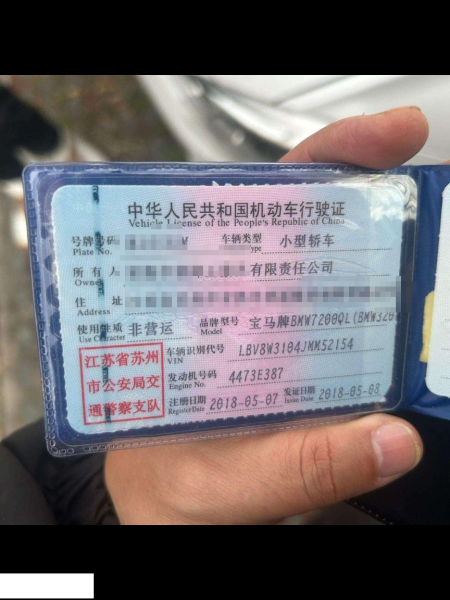 中华人民共和国机动车行驶证
Vehicle License of the People's Republic of China
号牌号码 W 车辆类型 小型轿车
Plate No.
所有人 有限责任公司
Owner
住 址
Address
使用性质 非营运 品牌型号 宝马牌BMW7200QL(BMW320
Use Character
江苏省苏州
市公安局交
通警察支队
车辆识别代号 LBV8W3104JMM52154
VIN
发动机号码 4473E387
Engine No.
注册日期 2018-05-07 发证日期 2018-05-08
Register Date Issue Date